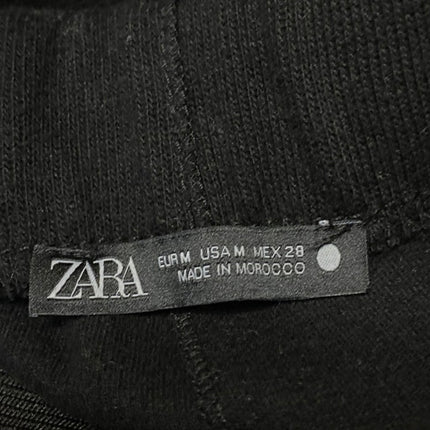 ZARA
EUR M USA M MEX 28
MADE IN MOROCCO